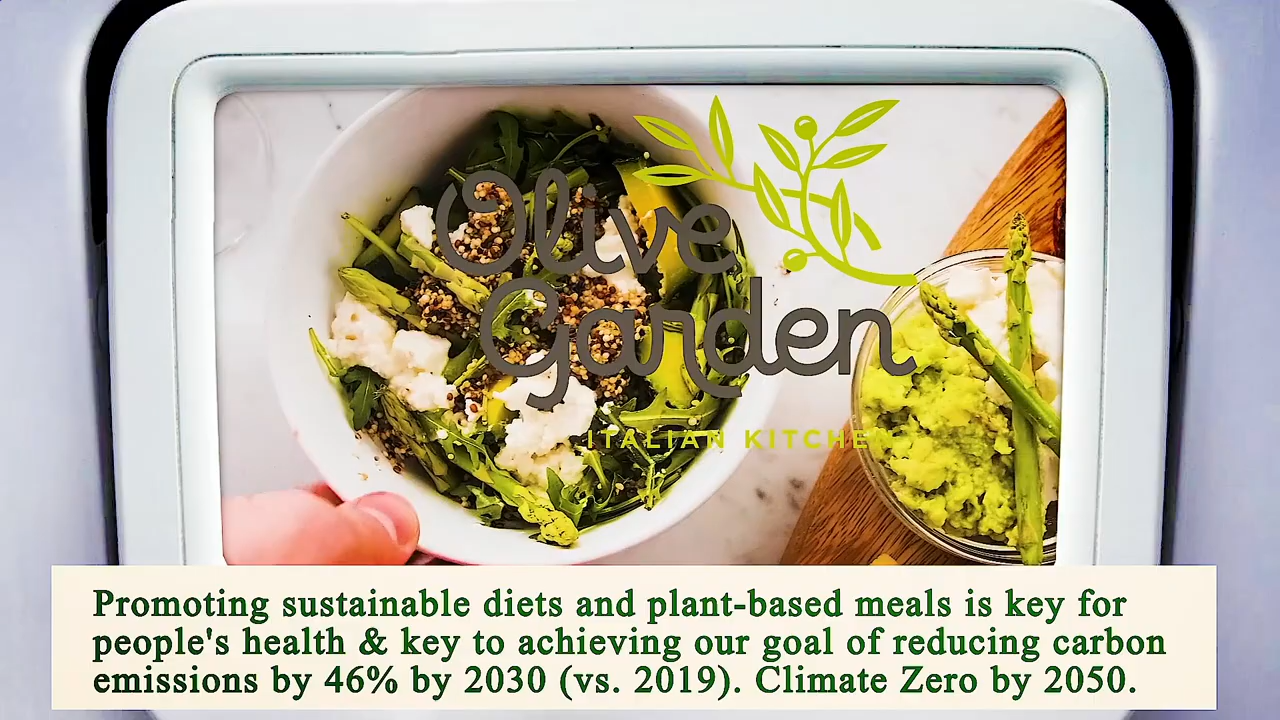 Olive
Garden
ITALIAN KITCHEN
Promoting sustainable diets and plant-based meals is key for
people's health & key to achieving our goal of reducing carbon
emissions by 46% by 2030 (vs. 2019). Climate Zero by 2050.